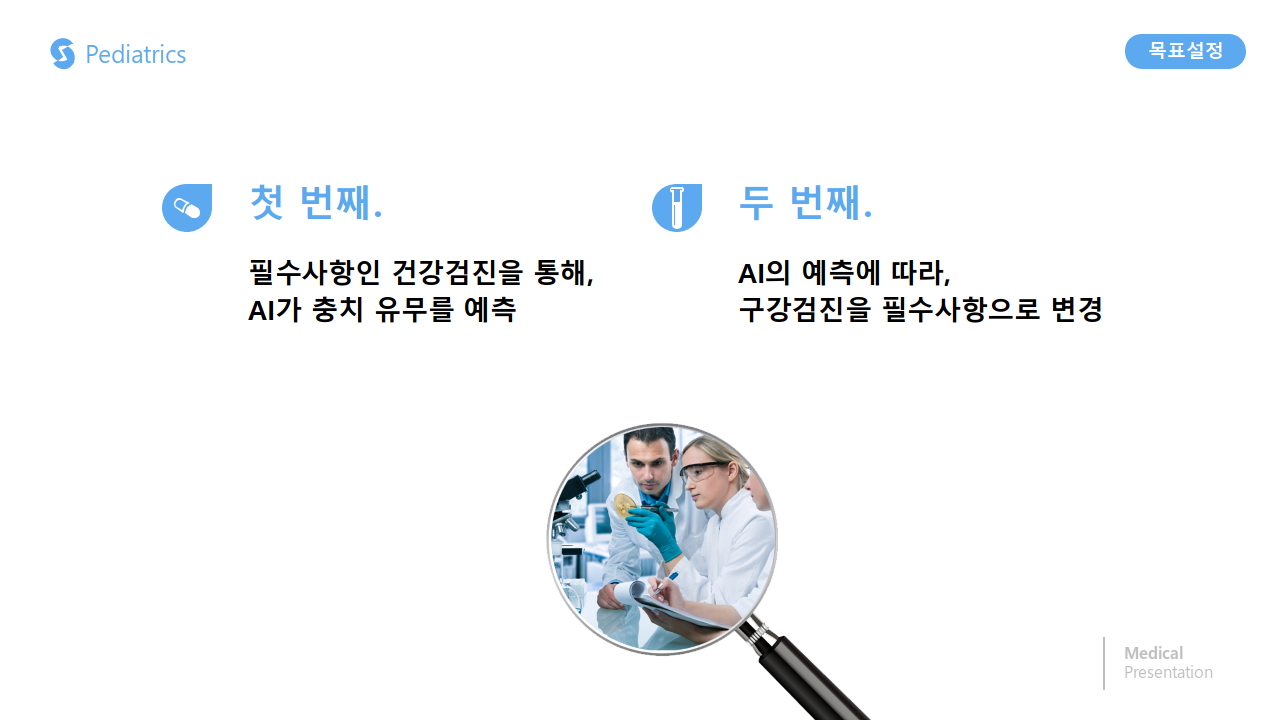 Pediatrics
목표설정
첫 번째.
필수사항인 건강검진을 통해,
AI가 충치 유무를 예측
두 번째.
AI의 예측에 따라,
구강검진을 필수사항으로 변경
Medical
Presentation